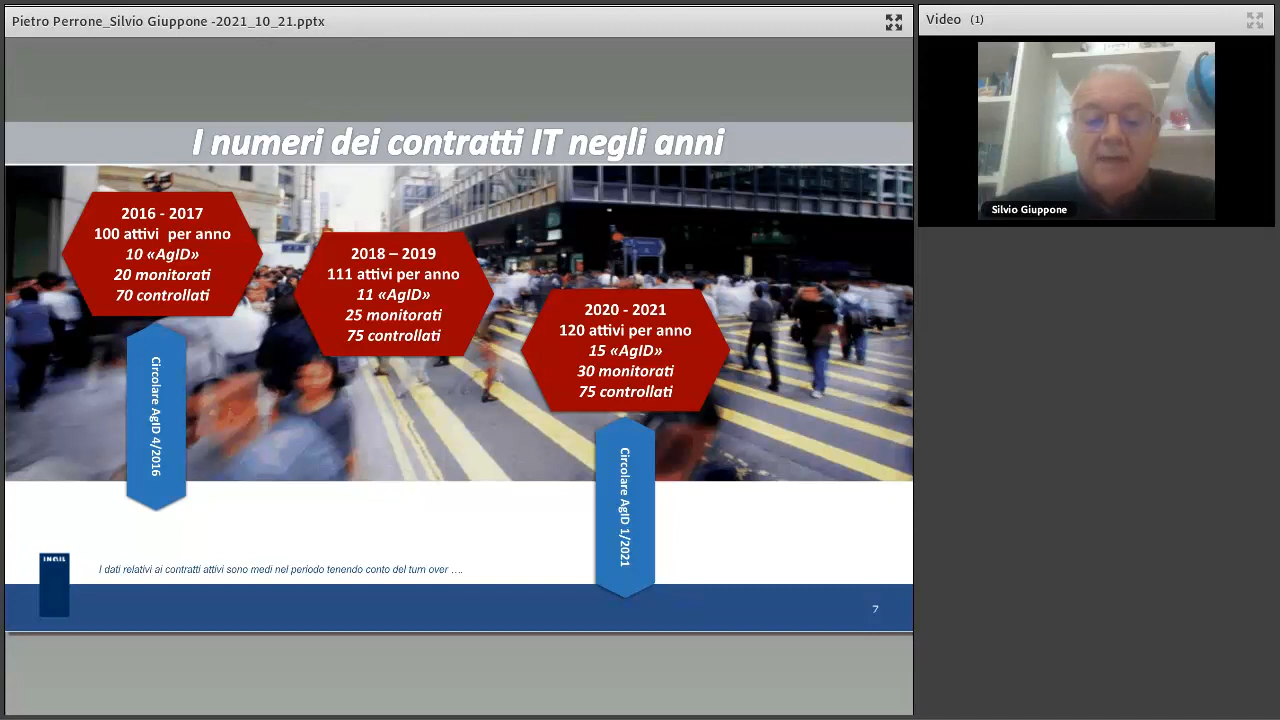 Pietro Perrone_Silvio Giuppone -2021_10_21.pptx
Video (1)
Silvio Giuppone
I numeri dei contratti IT negli anni
2016 - 2017
100 attivi per anno
10 «AgID»
20 monitorati
70 controllati
2018 – 2019
111 attivi per anno
11 «AgID»
25 monitorati
75 controllati
2020 - 2021
120 attivi per anno
15 «AgID»
30 monitorati
75 controllati
Circolare AgID 4/2016
Circolare AgID 1/2021
I dati relativi ai contratti attivi sono medi nel periodo tenendo conto del turn over ....
7